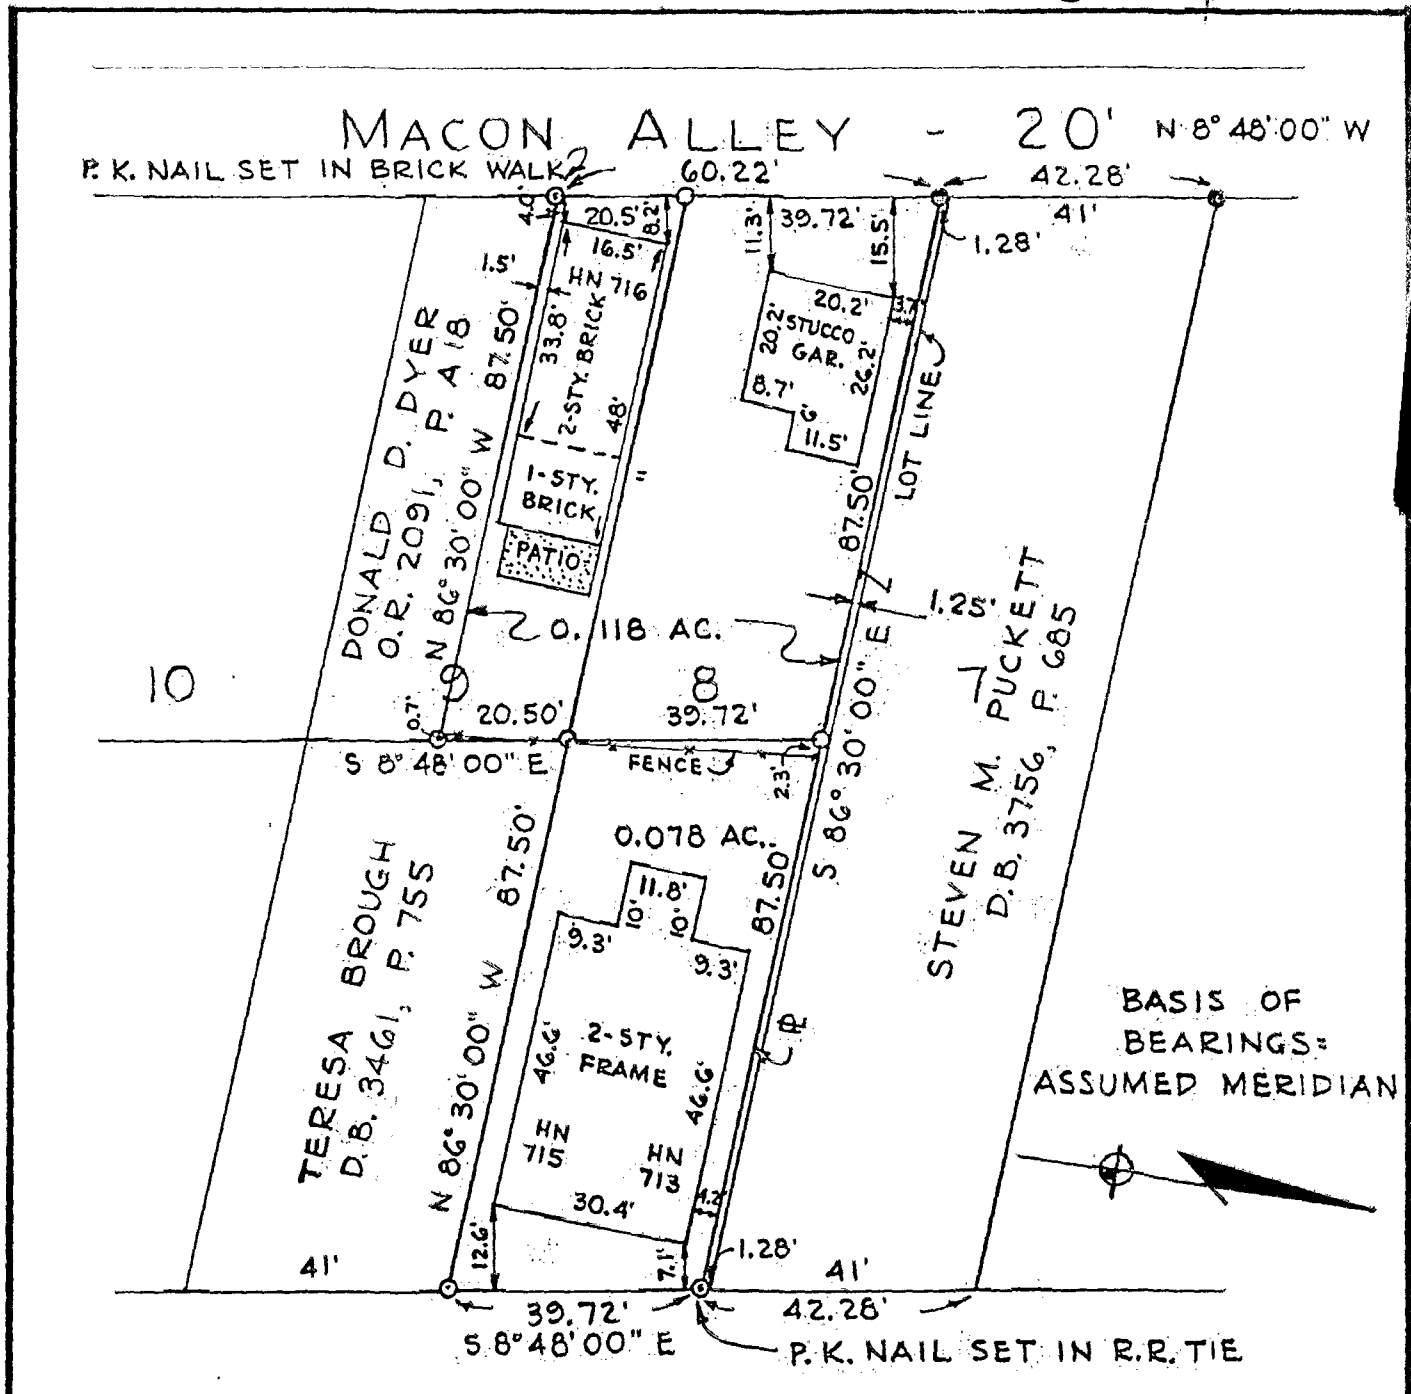 MACON ALLEY - 20' N 8° 48' 00" W
P. K. NAIL SET IN BRICK WALK
60.22'
42.28'
4.0'
20.5'
8.2'
11.3'
39.72'
15.5'
41'
1.28'
16.5'
1.5'
HN 716
33.8'
2-STY. BRICK
48'
1-STY.
BRICK
PATIO
20.2'
3.7'
20.2'
STUCCO
GAR.
26.2'
8.7'
6'
11.5'
LOT LINE
87.50'
N 86° 30' 00" W
DONALD D. DYER
O.R. 2091, P. A 18
=
87.50'
1.25'
0.118 AC.
10
9
8
7
0.7'
20.50'
39.72'
S 8° 48' 00" E
FENCE
2.3'
S 86° 30' 00" E
STEVEN M. PUCKETT
D.B. 3756, P. 685
0.078 AC.
87.50'
87.50'
N 86° 30' 00" W
TERESA BROUGH
D.B. 3461, P. 755
11.8'
10'
10'
9.3'
9.3'
46.6'
2-STY.
FRAME
46.6'
PL
HN
715
HN
713
30.4'
4.2'
12.6'
7.1'
1.28'
BASIS OF
BEARINGS=
ASSUMED MERIDIAN
41'
41'
39.72'
42.28'
S 8° 48' 00" E
P. K. NAIL SET IN R.R. TIE